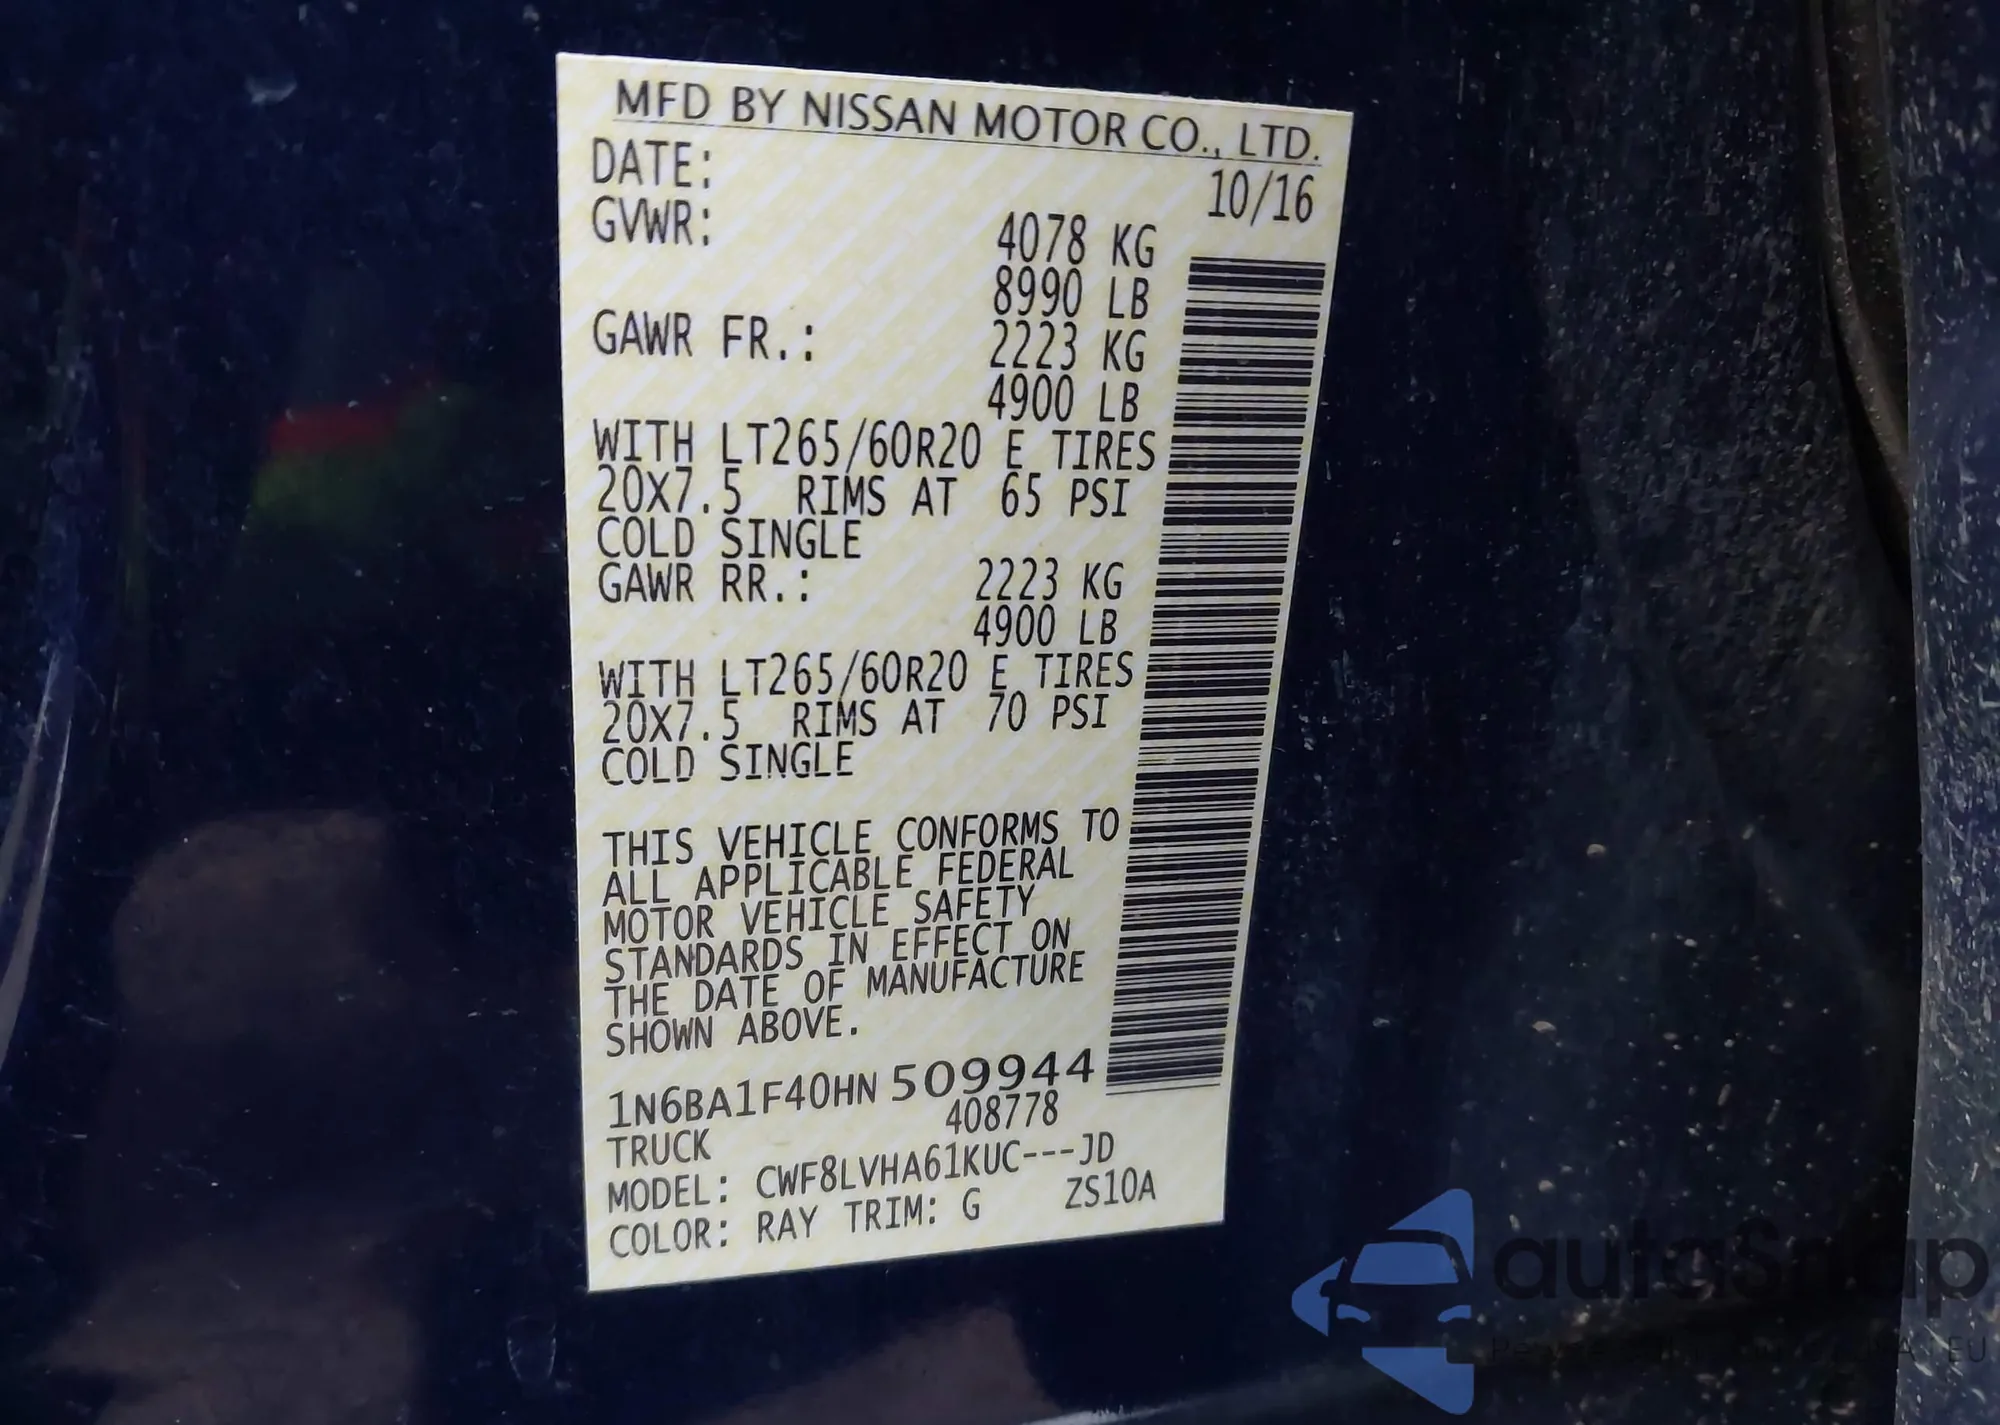 MFD BY NISSAN MOTOR CO., LTD.
DATE: 10/16
GVWR: 4078 KG
8990 LB
GAWR FR.: 2223 KG
4900 LB
WITH LT265/60R20 E TIRES
20X7.5 RIMS AT 65 PSI
COLD SINGLE
GAWR RR.: 2223 KG
4900 LB
WITH LT265/60R20 E TIRES
20X7.5 RIMS AT 70 PSI
COLD SINGLE
THIS VEHICLE CONFORMS TO
ALL APPLICABLE FEDERAL
MOTOR VEHICLE SAFETY
STANDARDS IN EFFECT ON
THE DATE OF MANUFACTURE
SHOWN ABOVE.
1N6BA1F40HN 509944
408778
TRUCK
MODEL: CWF8LVHA61KUC---JD
COLOR: RAY TRIM: G ZS10A
autoSnap
EU